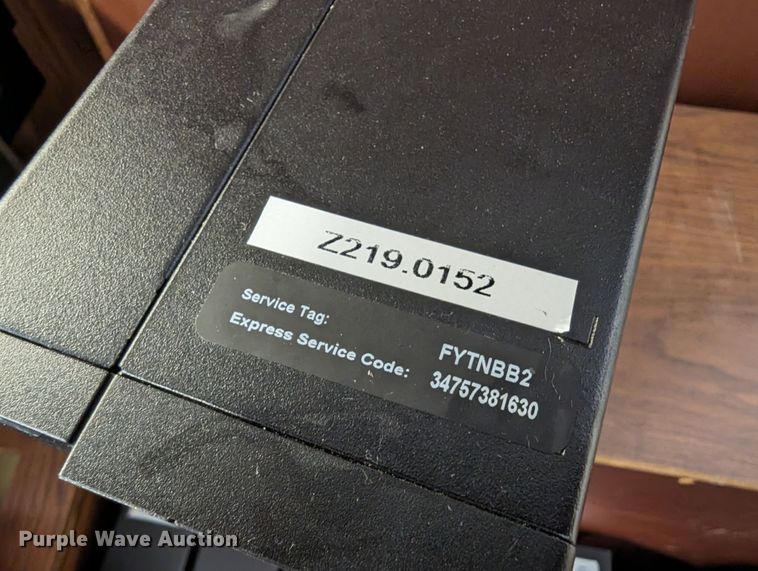 Z219.0152
Service Tag: FYTNBB2
Express Service Code: 34757381630
Purple Wave Auction